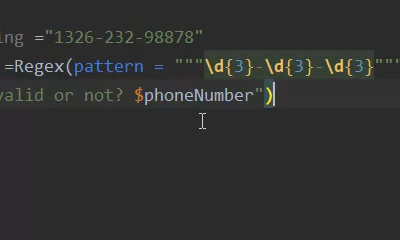 ing ="1326-232-98878"
=Regex(pattern = """\d{3}-\d{3}-\d{3}"""
valid or not? $phoneNumber")